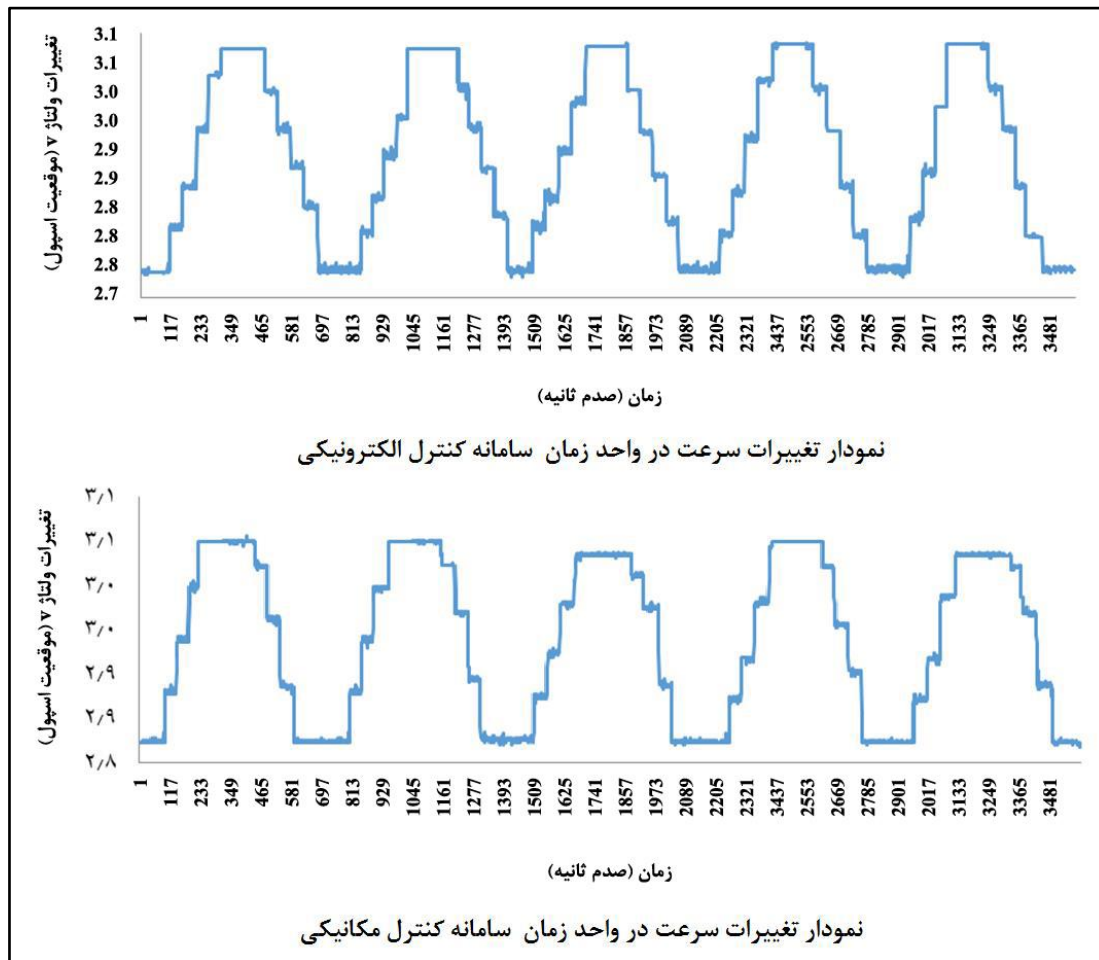 تغییرات ولتاژ v (موقعیت اسپول)
3.1
3.1
3.0
3.0
2.9
2.9
2.8
2.8
2.8
2.7
1 117 233 349 465 581 697 813 929 1045 1161 1277 1393 1509 1625 1741 1857 1973 2089 2205 2321 3437 2553 2669 2785 2901 2017 3133 3249 3365 3481
زمان (صدم ثانیه)
نمودار تغییرات سرعت در واحد زمان سامانه کنترل الکترونیکی
تغییرات ولتاژ v (موقعیت اسپول)
۳٫۱
۳٫۱
۳٫۰
۳٫۰
۲٫۹
۲٫۹
۲٫۸
1 117 233 349 465 581 697 813 929 1045 1161 1277 1393 1509 1625 1741 1857 1973 2089 2205 2321 3437 2553 2669 2785 2901 2017 3133 3249 3365 3481
زمان (صدم ثانیه)
نمودار تغییرات سرعت در واحد زمان سامانه کنترل مکانیکی